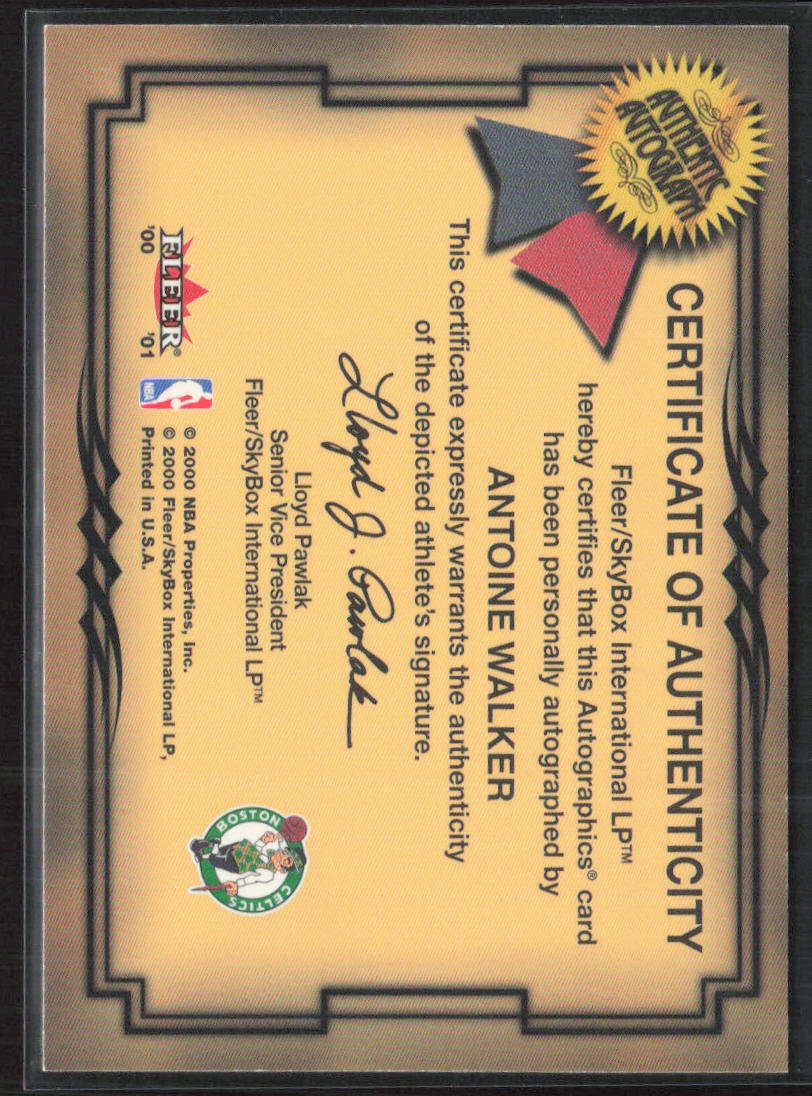 AUTHENTIC
AUTOGRAPH
CERTIFICATE OF AUTHENTICITY
Fleer/SkyBox International LP™
hereby certifies that this Autographics® card
has been personally autographed by
ANTOINE WALKER
This certificate expressly warrants the authenticity
of the depicted athlete's signature.
Lloyd J. Pawlak
Lloyd Pawlak
Senior Vice President
Fleer/SkyBox International LP™
FLEER®
'00 '01
NBA
© 2000 NBA Properties, Inc.
© 2000 Fleer/SkyBox International LP,
Printed in U.S.A.
BOSTON
CELTICS